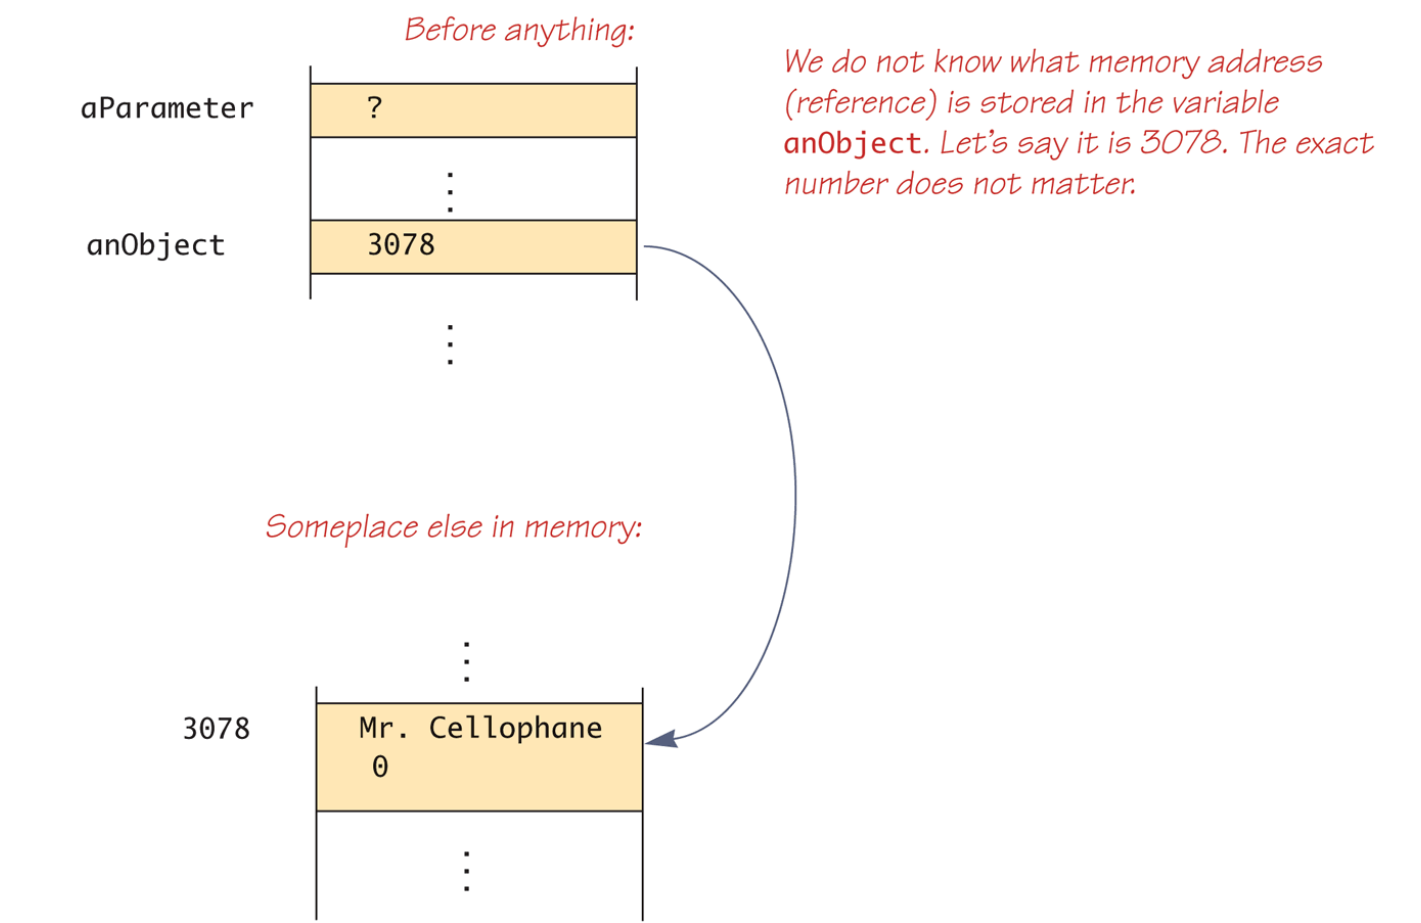 Before anything:
We do not know what memory address
(reference) is stored in the variable
anObject. Let's say it is 3078. The exact
number does not matter.
aParameter
?
anObject
3078
Someplace else in memory:
3078
Mr. Cellophane
0